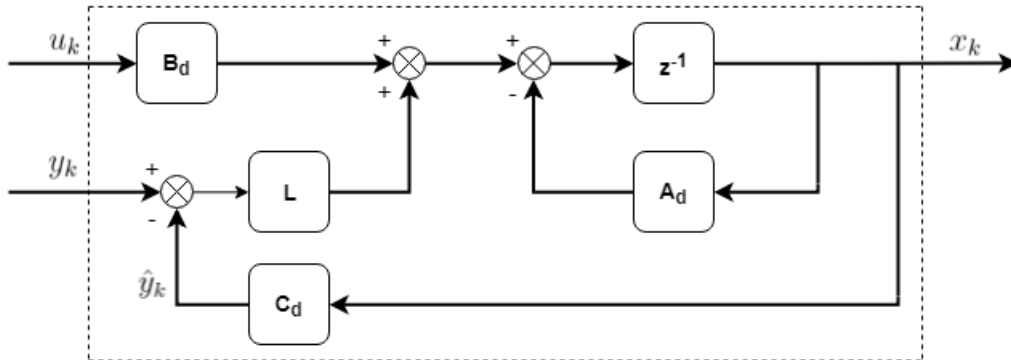 u_k
B_d
+
+
+
-
z⁻¹
x_k
y_k
+
-
L
A_d
ŷ_k
C_d